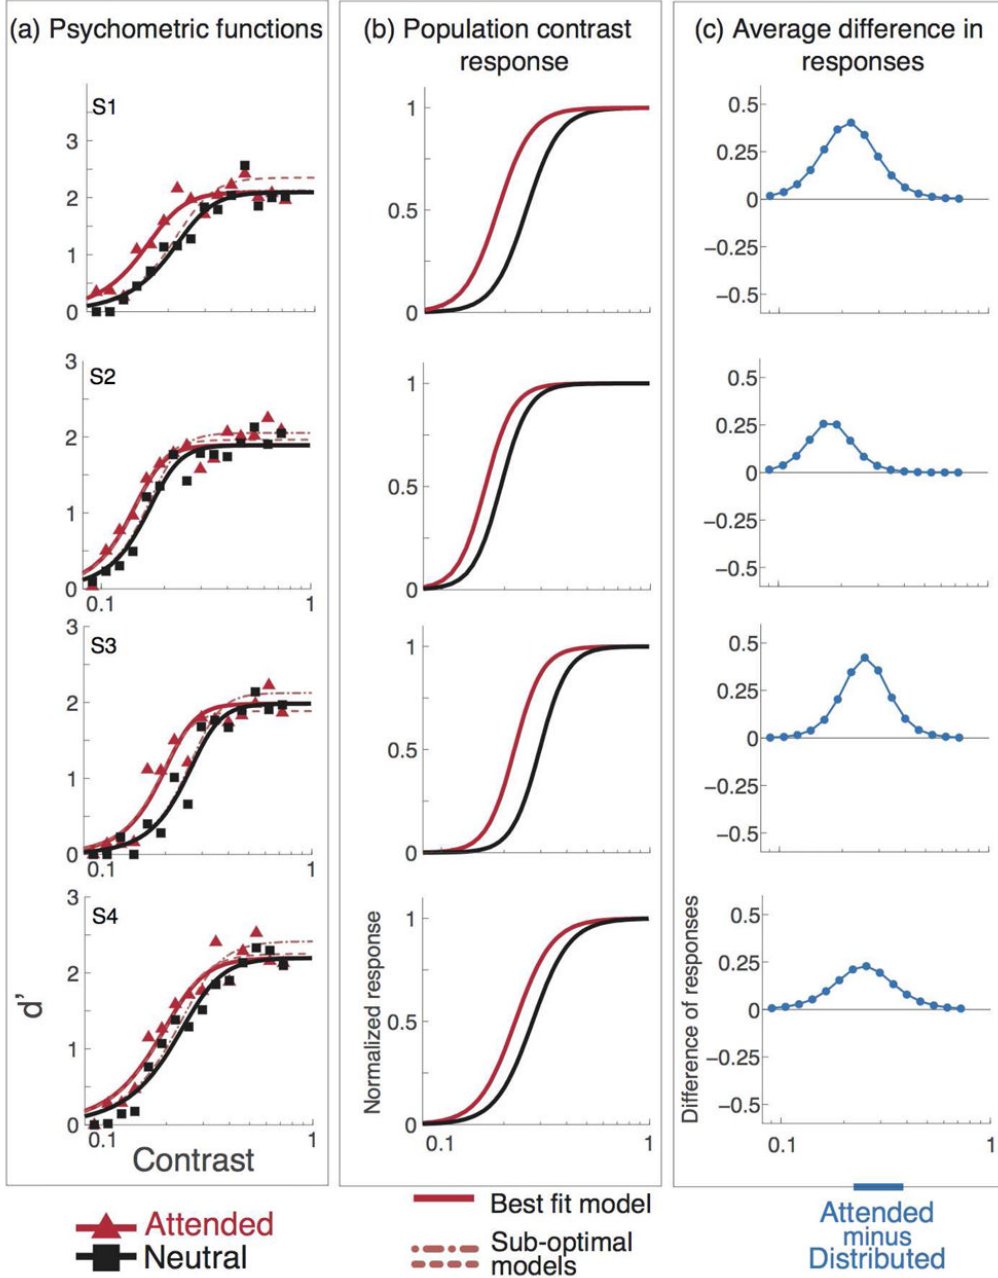 (a) Psychometric functions
S1
3
2
1
0
S2
3
2
1
0
0.1
1
S3
3
2
1
0
0.1
1
S4
3
2
1
0
0.1
1
d'
Contrast
Attended
Neutral
(b) Population contrast
response
1
0.5
0
1
0.5
0
1
0.5
0
1
0.5
0
0.1
1
Normalized response
Best fit model
Sub-optimal
models
(c) Average difference in
responses
0.5
0.25
0
−0.25
−0.5
0.5
0.25
0
−0.25
−0.5
0.5
0.25
0
−0.25
−0.5
0.5
0.25
0
−0.25
−0.5
0.1
1
Difference of responses
Attended
minus
Distributed